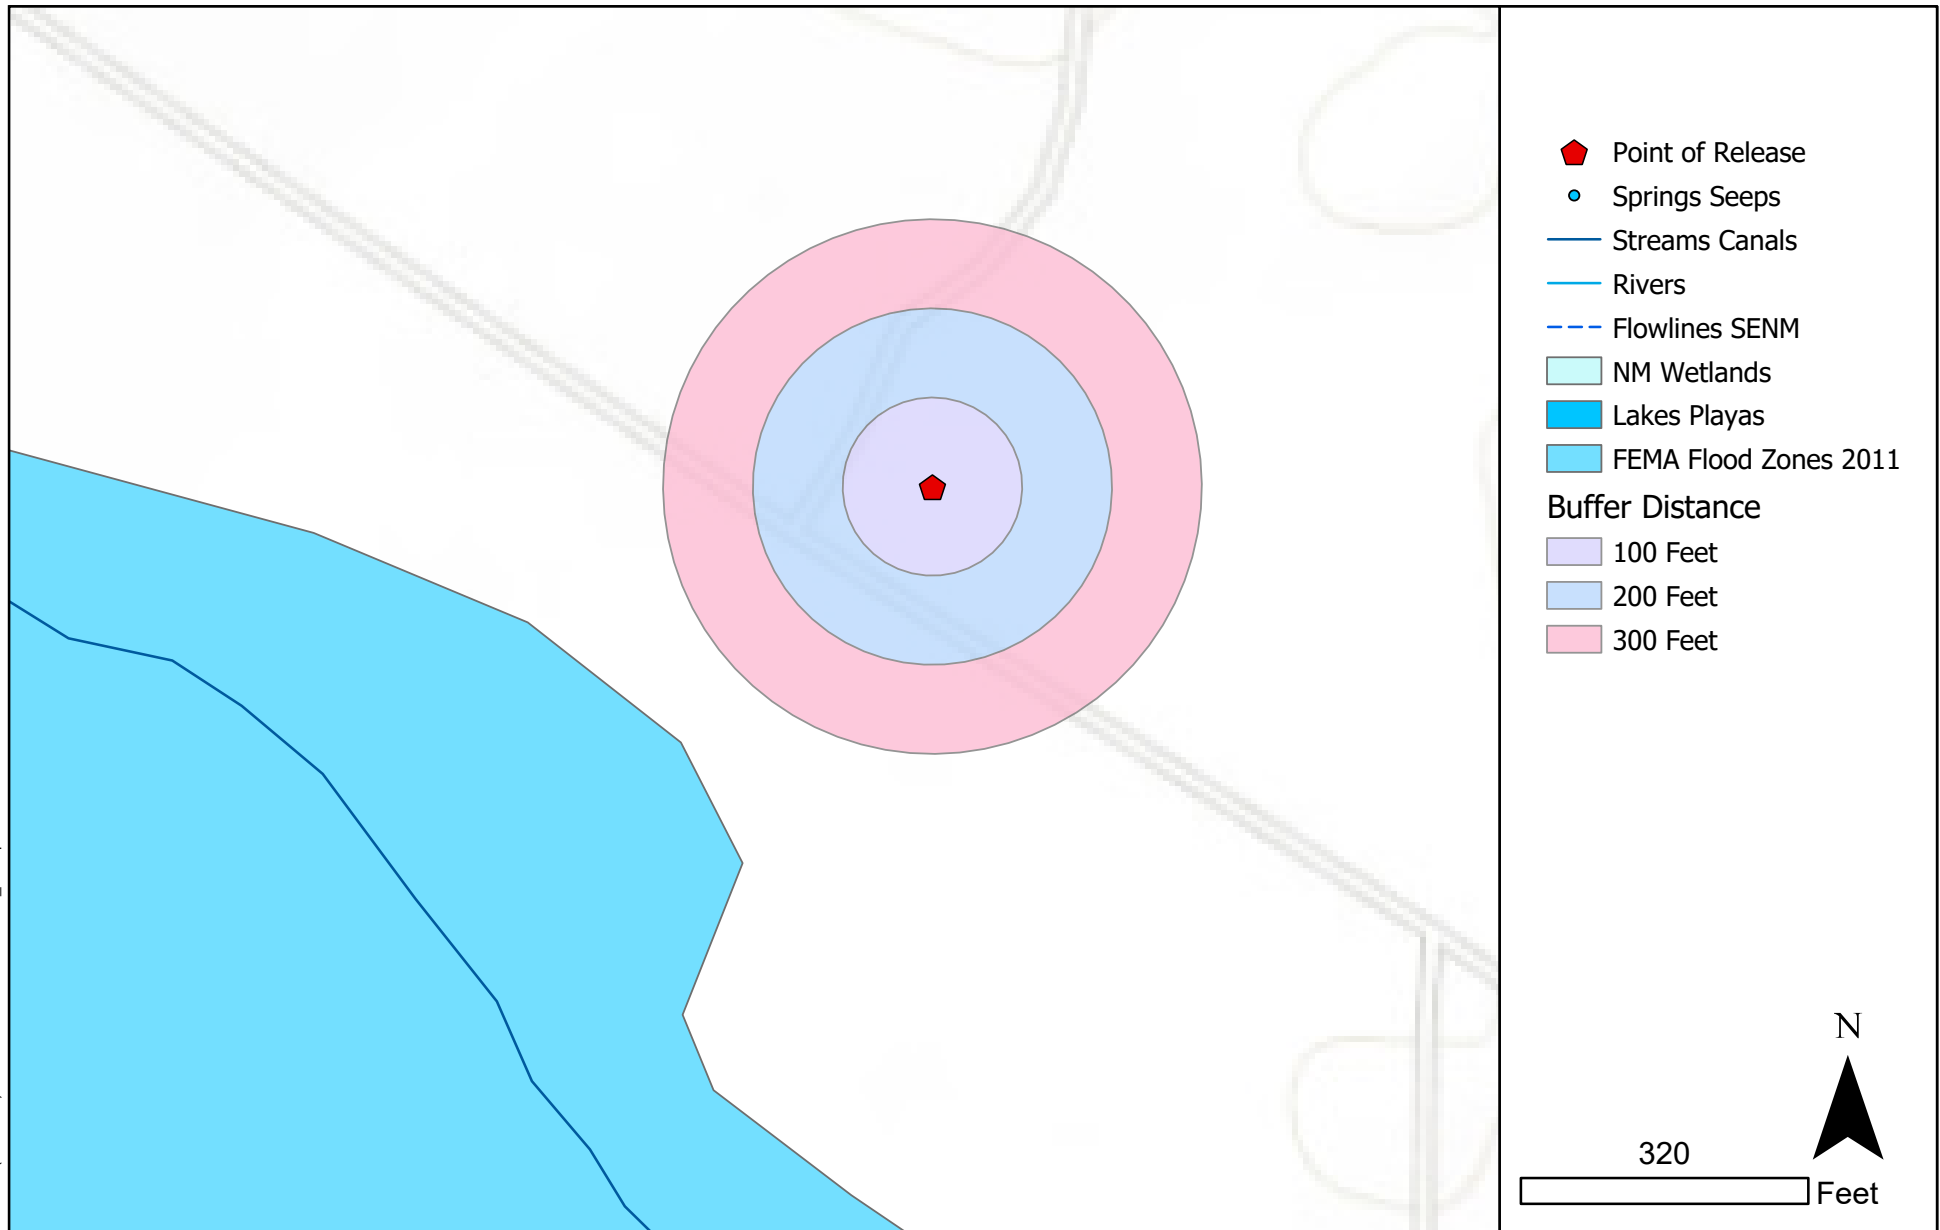 Point of Release
Springs Seeps
Streams Canals
Rivers
Flowlines SENM
NM Wetlands
Lakes Playas
FEMA Flood Zones 2011
Buffer Distance
100 Feet
200 Feet
300 Feet
N
320
Feet